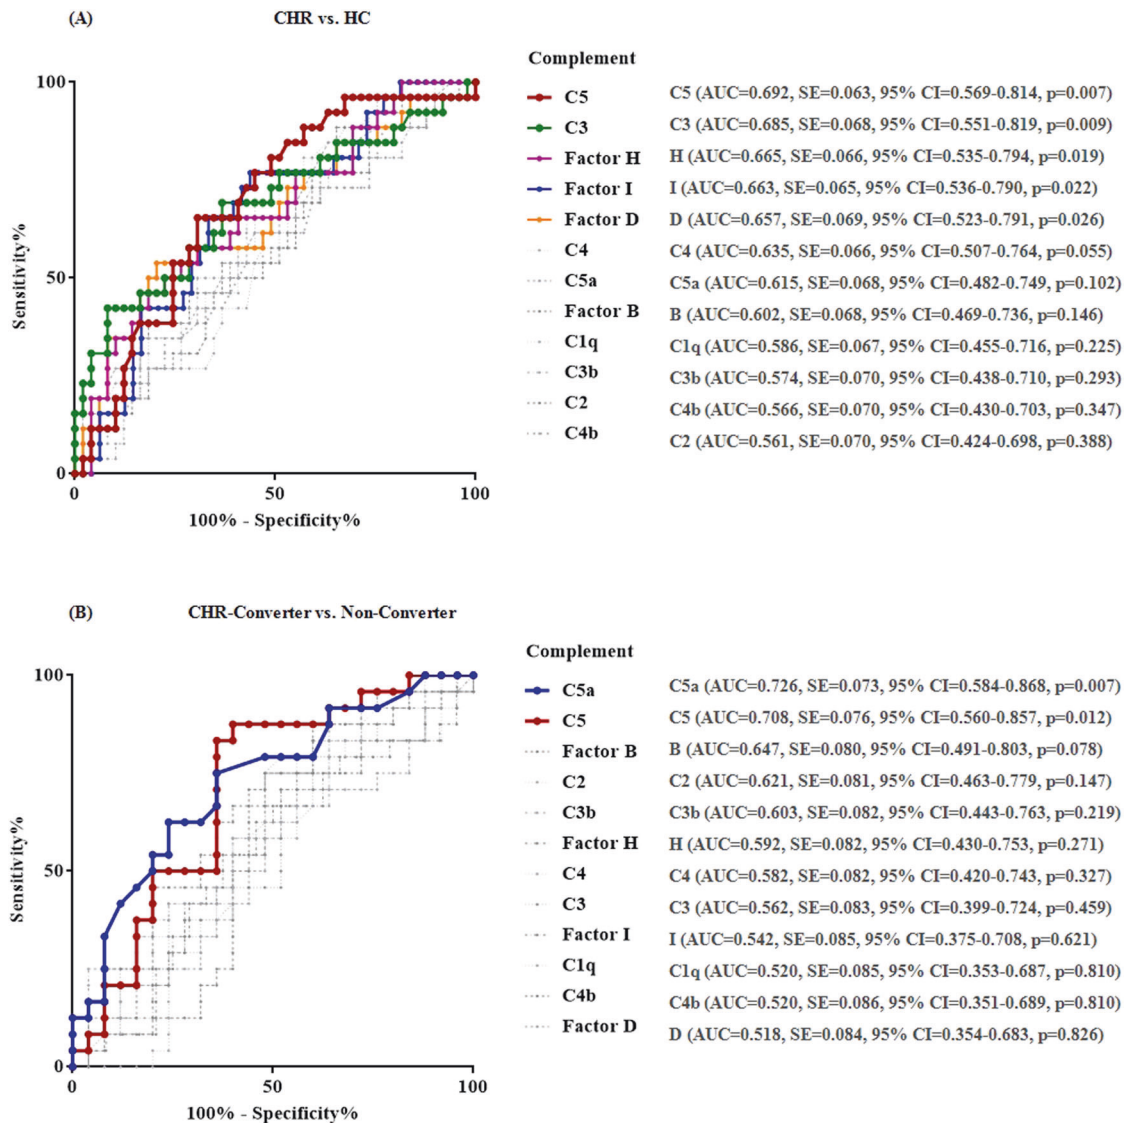 (A)
CHR vs. HC
Complement
100
C5
C5 (AUC=0.692, SE=0.063, 95% CI=0.569-0.814, p=0.007)
C3
C3 (AUC=0.685, SE=0.068, 95% CI=0.551-0.819, p=0.009)
Factor H
H (AUC=0.665, SE=0.066, 95% CI=0.535-0.794, p=0.019)
Factor I
I (AUC=0.663, SE=0.065, 95% CI=0.536-0.790, p=0.022)
Factor D
D (AUC=0.657, SE=0.069, 95% CI=0.523-0.791, p=0.026)
C4
C4 (AUC=0.635, SE=0.066, 95% CI=0.507-0.764, p=0.055)
Sensitivity%
50
C5a
C5a (AUC=0.615, SE=0.068, 95% CI=0.482-0.749, p=0.102)
Factor B
B (AUC=0.602, SE=0.068, 95% CI=0.469-0.736, p=0.146)
C1q
C1q (AUC=0.586, SE=0.067, 95% CI=0.455-0.716, p=0.225)
C3b
C3b (AUC=0.574, SE=0.070, 95% CI=0.438-0.710, p=0.293)
C2
C4b (AUC=0.566, SE=0.070, 95% CI=0.430-0.703, p=0.347)
C4b
C2 (AUC=0.561, SE=0.070, 95% CI=0.424-0.698, p=0.388)
0
0
50
100
100% - Specificity%
(B)
CHR-Converter vs. Non-Converter
Complement
100
C5a
C5a (AUC=0.726, SE=0.073, 95% CI=0.584-0.868, p=0.007)
C5
C5 (AUC=0.708, SE=0.076, 95% CI=0.560-0.857, p=0.012)
Factor B
B (AUC=0.647, SE=0.080, 95% CI=0.491-0.803, p=0.078)
C2
C2 (AUC=0.621, SE=0.081, 95% CI=0.463-0.779, p=0.147)
C3b
C3b (AUC=0.603, SE=0.082, 95% CI=0.443-0.763, p=0.219)
Factor H
H (AUC=0.592, SE=0.082, 95% CI=0.430-0.753, p=0.271)
Sensitivity%
50
C4
C4 (AUC=0.582, SE=0.082, 95% CI=0.420-0.743, p=0.327)
C3
C3 (AUC=0.562, SE=0.083, 95% CI=0.399-0.724, p=0.459)
Factor I
I (AUC=0.542, SE=0.085, 95% CI=0.375-0.708, p=0.621)
C1q
C1q (AUC=0.520, SE=0.085, 95% CI=0.353-0.687, p=0.810)
C4b
C4b (AUC=0.520, SE=0.086, 95% CI=0.351-0.689, p=0.810)
Factor D
D (AUC=0.518, SE=0.084, 95% CI=0.354-0.683, p=0.826)
0
0
50
100
100% - Specificity%